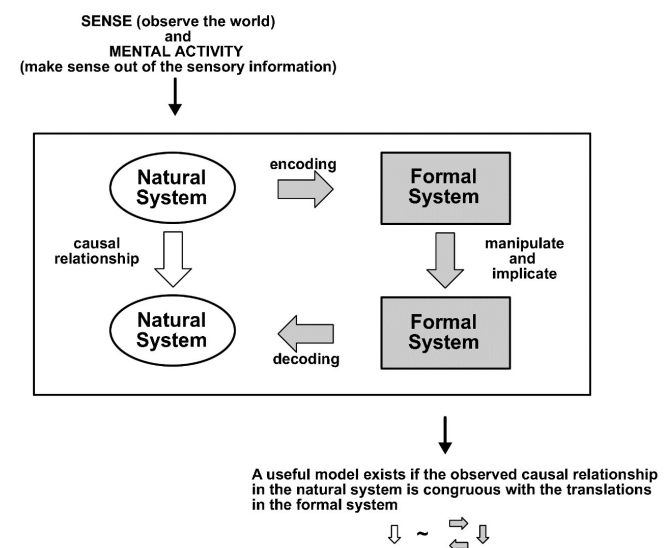 SENSE (observe the world)
and
MENTAL ACTIVITY
(make sense out of the sensory information)
Natural
System
encoding
Formal
System
causal
relationship
manipulate
and
implicate
Natural
System
decoding
Formal
System
A useful model exists if the observed causal relationship
in the natural system is congruous with the translations
in the formal system
~